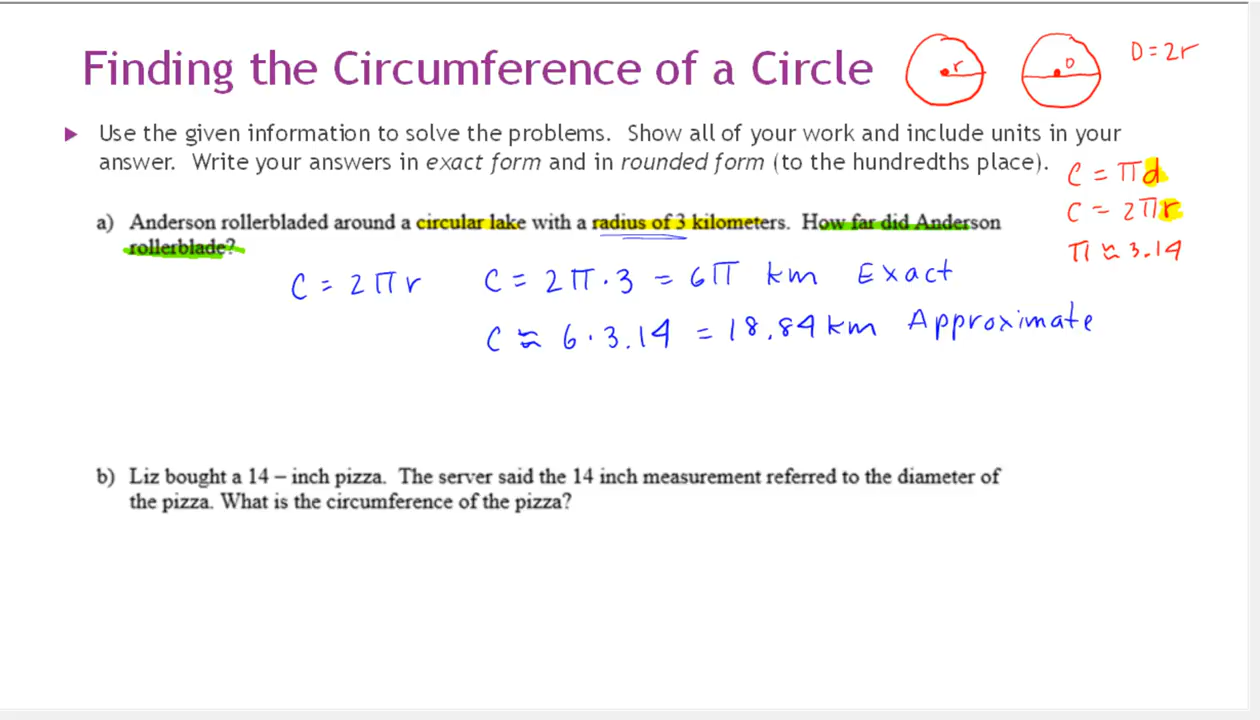 Finding the Circumference of a Circle
r
D
D = 2r
▶ Use the given information to solve the problems. Show all of your work and include units in your
answer. Write your answers in exact form and in rounded form (to the hundredths place).
C = πd
C = 2πr
π ≈ 3.14
a) Anderson rollerbladed around a circular lake with a radius of 3 kilometers. How far did Anderson
rollerblade?
C = 2πr C = 2π·3 = 6π km Exact
C ≈ 6·3.14 = 18.84 km Approximate
b) Liz bought a 14 – inch pizza. The server said the 14 inch measurement referred to the diameter of
the pizza. What is the circumference of the pizza?